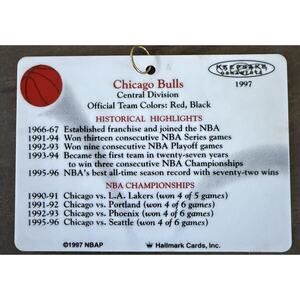 Chicago Bulls
Central Division
Official Team Colors: Red, Black
KEEPSAKE
ORNAMENT
1997
HISTORICAL HIGHLIGHTS
1966-67 Established franchise and joined the NBA
1991-94 Won thirteen consecutive NBA Series games
1992-93 Won nine consecutive NBA Playoff games
1993-94 Became the first team in twenty-seven years
to win three consecutive NBA Championships
1995-96 NBA's best all-time season record with seventy-two wins
NBA CHAMPIONSHIPS
1990-91 Chicago vs. L.A. Lakers (won 4 of 5 games)
1991-92 Chicago vs. Portland (won 4 of 6 games)
1992-93 Chicago vs. Phoenix (won 4 of 6 games)
1995-96 Chicago vs. Seattle (won 4 of 6 games)
©1997 NBAP
Hallmark Cards, Inc.